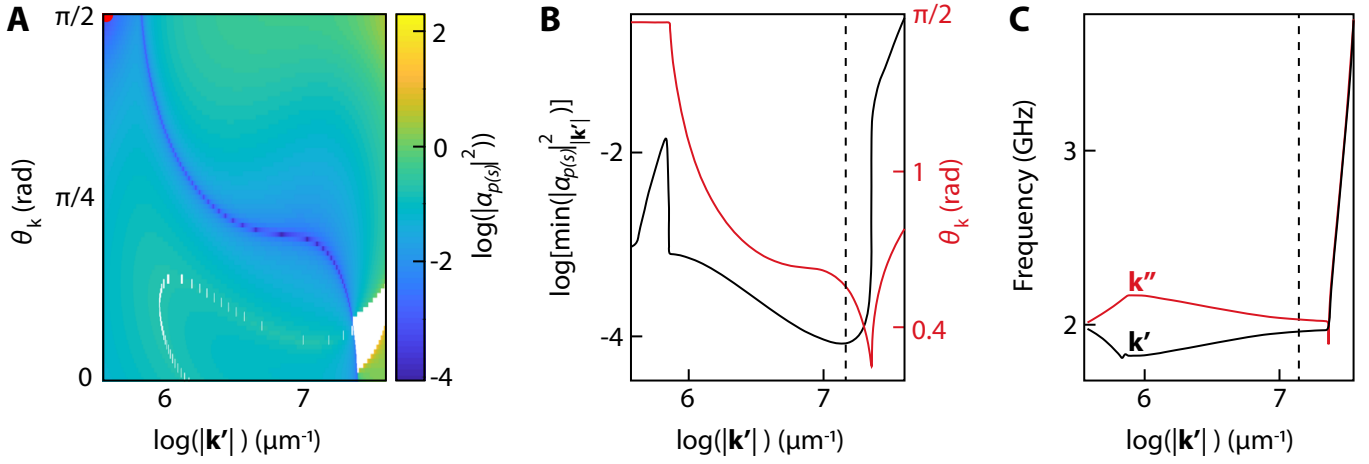 A
π/2
π/4
0
θk (rad)
6
7
log(|k'|) (µm⁻¹)
2
0
-2
-4
log(|αp(s)|²))
B
-2
-4
log[min(|αp(s)|²|k'|)]
6
7
log(|k'|) (µm⁻¹)
π/2
1
0.4
θk (rad)
C
3
2
Frequency (GHz)
k''
k'
6
7
log(|k'|) (µm⁻¹)